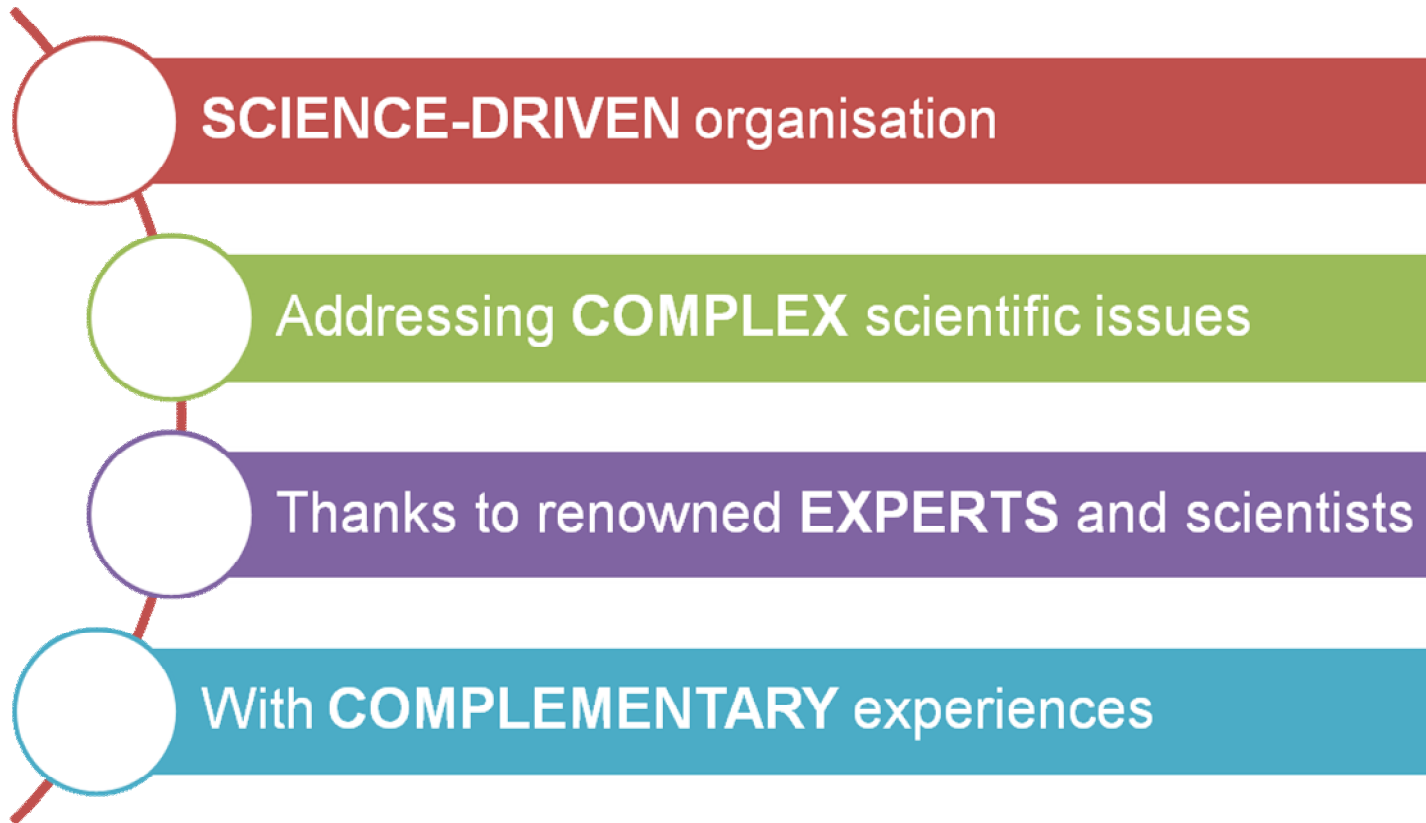 SCIENCE-DRIVEN organisation
Addressing COMPLEX scientific issues
Thanks to renowned EXPERTS and scientists
With COMPLEMENTARY experiences